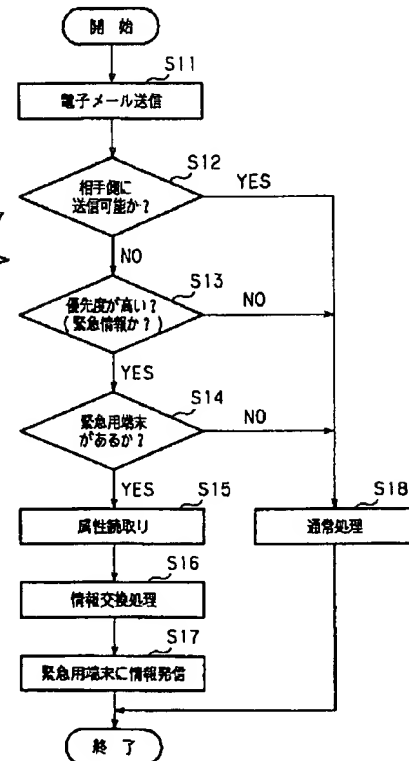 開始
S11
電子メール送信
S12
相手側に
送信可能か?
YES
NO
S13
優先度が高い?
(緊急情報か?)
NO
YES
S14
緊急用端末
があるか?
NO
YES
S15
属性読取り
S18
通常処理
S16
情報交換処理
S17
緊急用端末に情報発信
終了